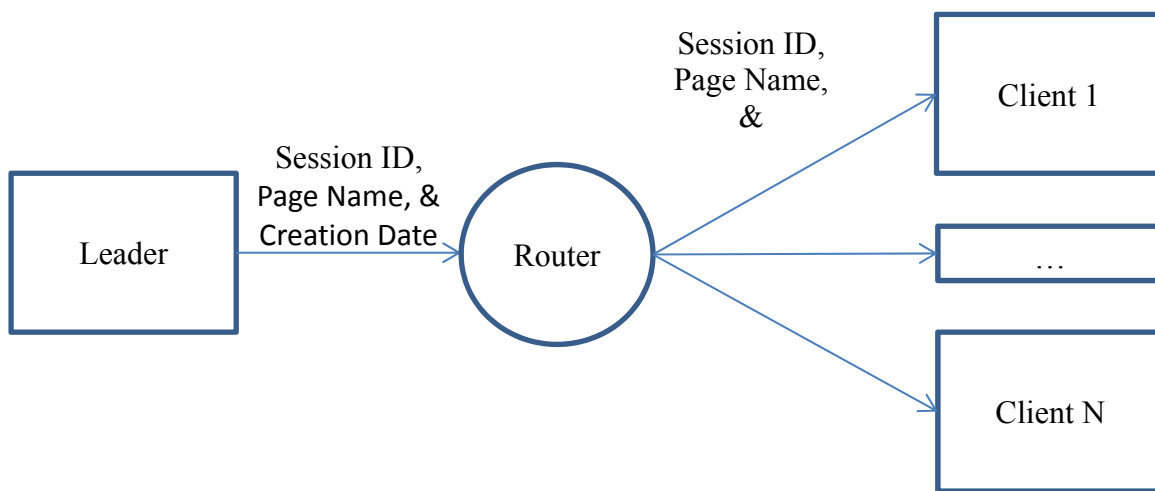 Session ID,
Page Name,
&
Client 1
Session ID,
Page Name, &
Creation Date
Leader
Router
…
Client N